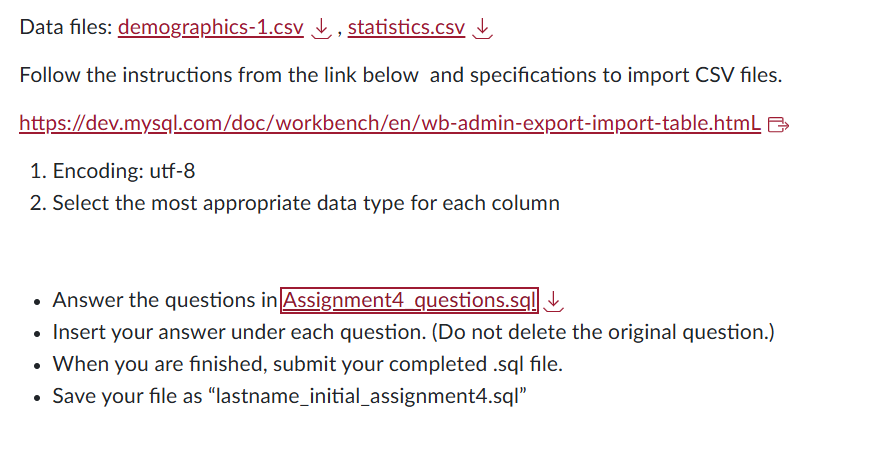 Data files: demographics-1.csv , statistics.csv
Follow the instructions from the link below  and specifications to import CSV files.
https://dev.mysql.com/doc/workbench/en/wb-admin-export-import-table.htmL
1. Encoding: utf-8
2. Select the most appropriate data type for each column
• Answer the questions in Assignment4_questions.sql
• Insert your answer under each question. (Do not delete the original question.)
• When you are finished, submit your completed .sql file.
• Save your file as “lastname_initial_assignment4.sql”